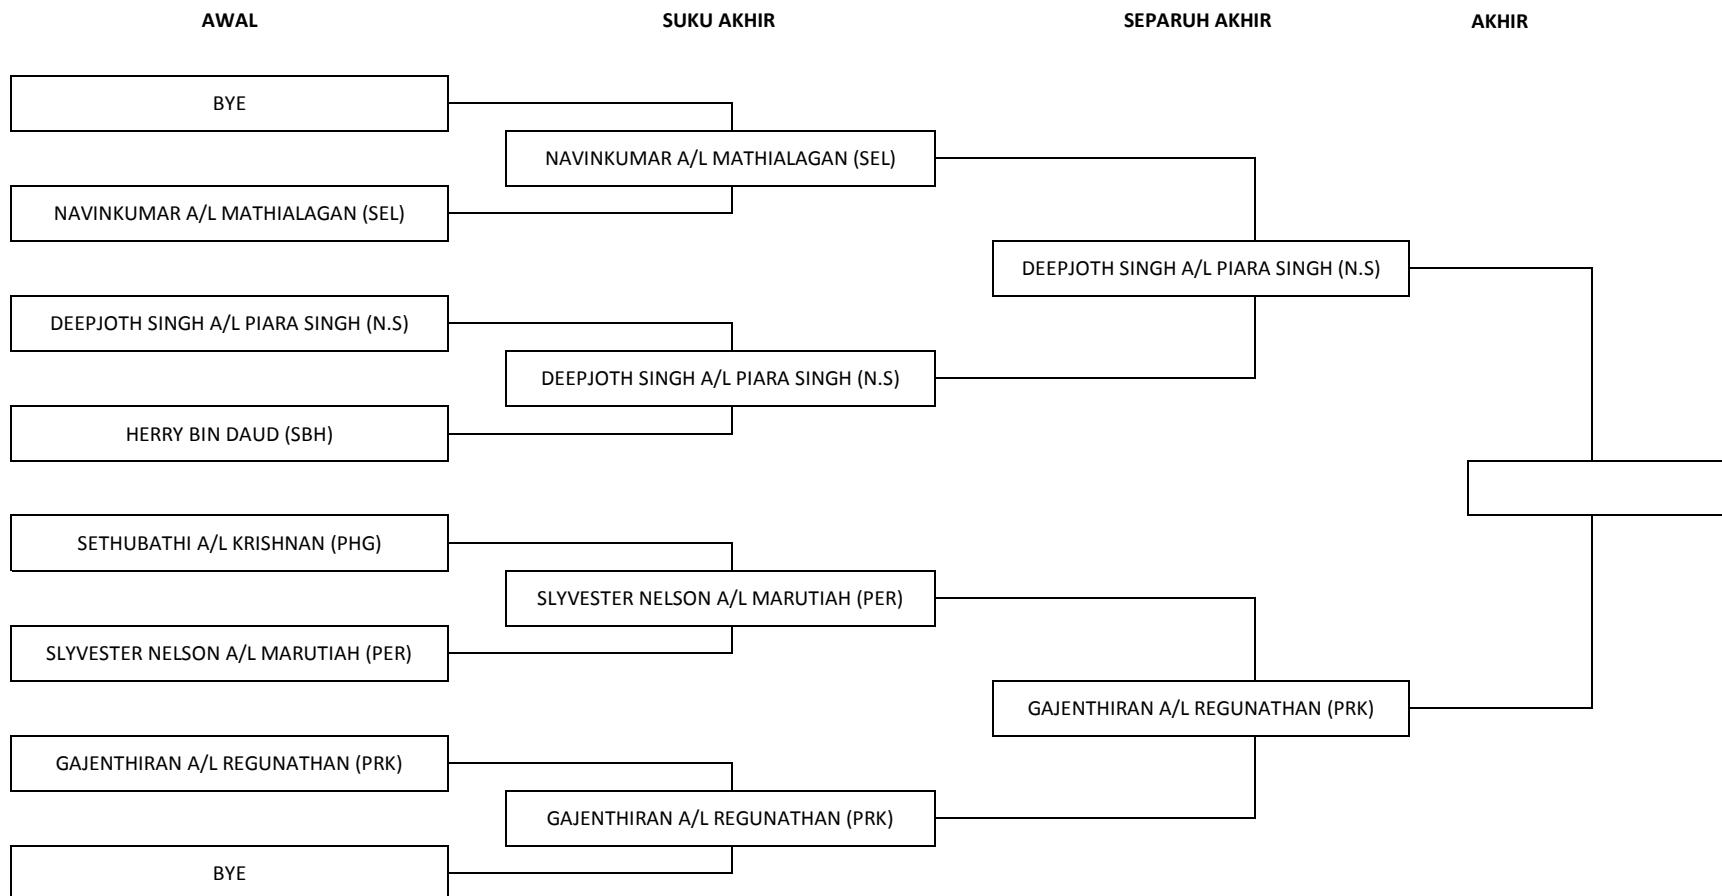 AWAL
SUKU AKHIR
SEPARUH AKHIR
AKHIR
BYE
NAVINKUMAR A/L MATHIALAGAN (SEL)
NAVINKUMAR A/L MATHIALAGAN (SEL)
DEEPJOTH SINGH A/L PIARA SINGH (N.S)
DEEPJOTH SINGH A/L PIARA SINGH (N.S)
DEEPJOTH SINGH A/L PIARA SINGH (N.S)
HERRY BIN DAUD (SBH)
SETHUBATHI A/L KRISHNAN (PHG)
SLYVESTER NELSON A/L MARUTIAH (PER)
SLYVESTER NELSON A/L MARUTIAH (PER)
GAJENTHIRAN A/L REGUNATHAN (PRK)
GAJENTHIRAN A/L REGUNATHAN (PRK)
GAJENTHIRAN A/L REGUNATHAN (PRK)
BYE